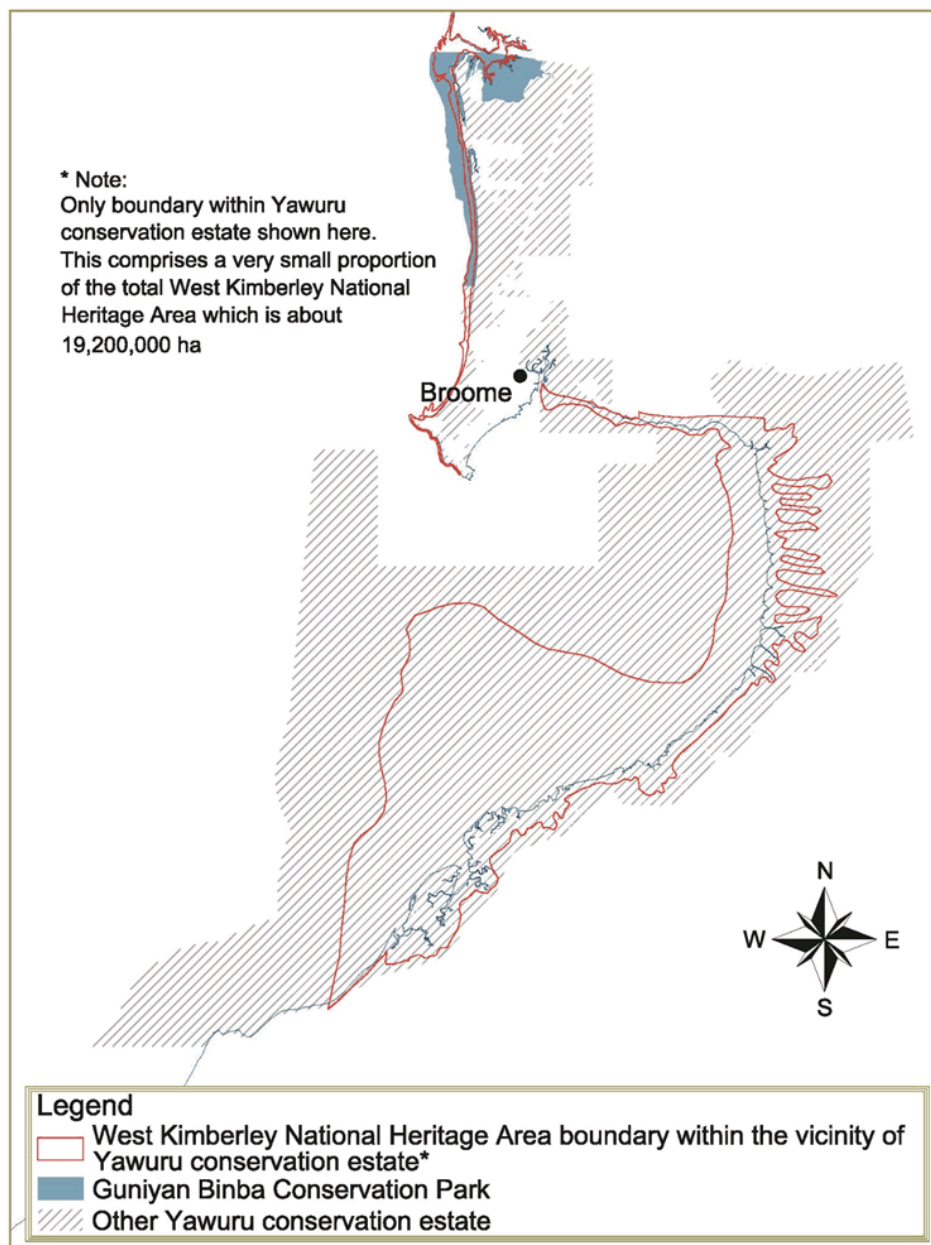 * Note:
Only boundary within Yawuru
conservation estate shown here.
This comprises a very small proportion
of the total West Kimberley National
Heritage Area which is about
19,200,000 ha
Broome
N
W E
S
Legend
West Kimberley National Heritage Area boundary within the vicinity of
Yawuru conservation estate*
Guniyan Binba Conservation Park
Other Yawuru conservation estate